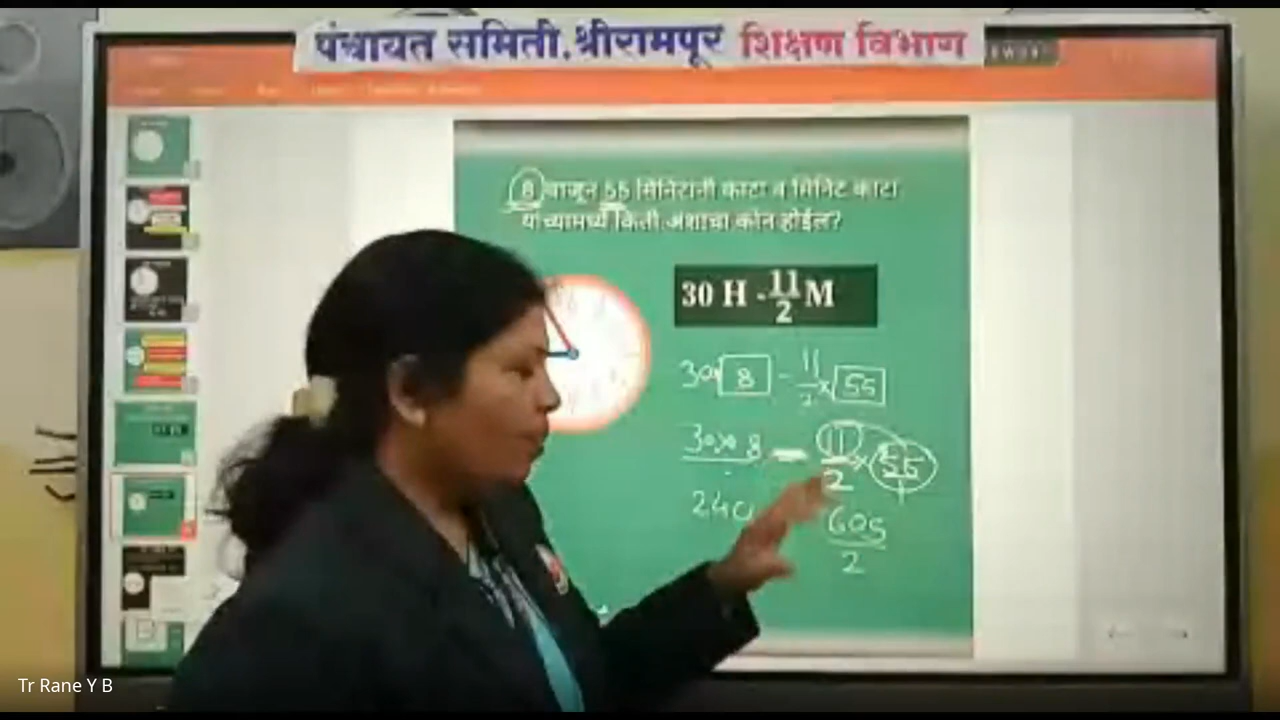 पंचायत समिती.श्रीरामपूर शिक्षण विभाग
8 वाजून 55 मिनिटांनी काटा व मिनिट काटा
यांच्यामध्ये किती अंशाचा कोन होईल?
30 H - 11/2 M
30× 8 - 11/2 × 55
30×8 - 11/2 × 55/1
240 605/2
Tr Rane Y B